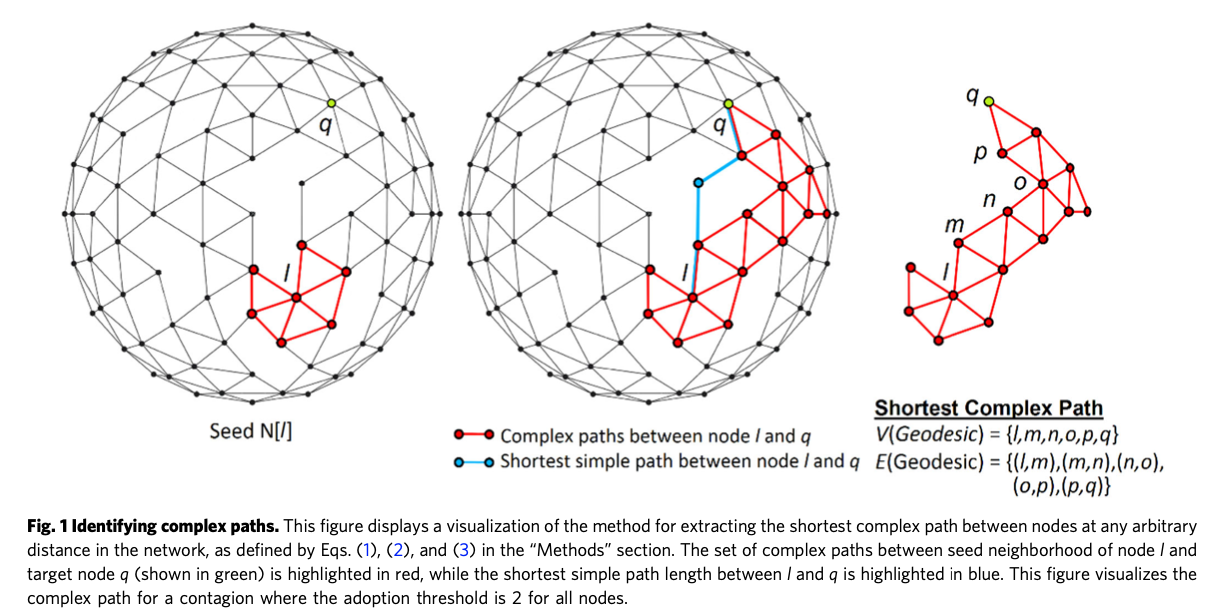 q
l
Seed N[l]
q
l
Complex paths between node l and q
Shortest simple path between node l and q
q
p
o
n
m
l
Shortest Complex Path
V(Geodesic) = {l,m,n,o,p,q}
E(Geodesic) = {(l,m),(m,n),(n,o),
(o,p),(p,q)}
Fig. 1 Identifying complex paths. This figure displays a visualization of the method for extracting the shortest complex path between nodes at any arbitrary
distance in the network, as defined by Eqs. (1), (2), and (3) in the “Methods” section. The set of complex paths between seed neighborhood of node l and
target node q (shown in green) is highlighted in red, while the shortest simple path length between l and q is highlighted in blue. This figure visualizes the
complex path for a contagion where the adoption threshold is 2 for all nodes.